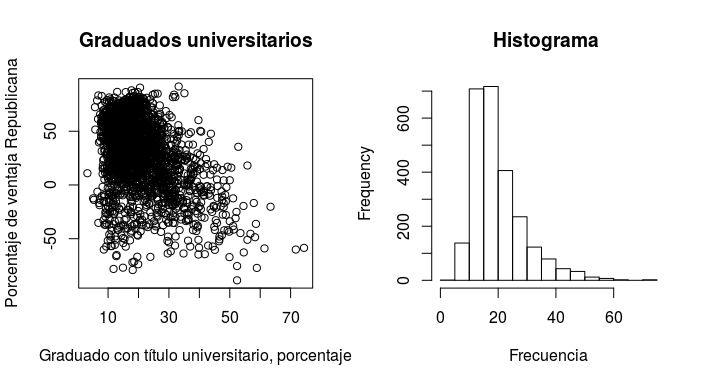 Graduados universitarios
Porcentaje de ventaja Republicana
50
0
-50
10
30
50
70
Graduado con título universitario, porcentaje
Histograma
Frequency
600
400
200
0
0
20
40
60
Frecuencia